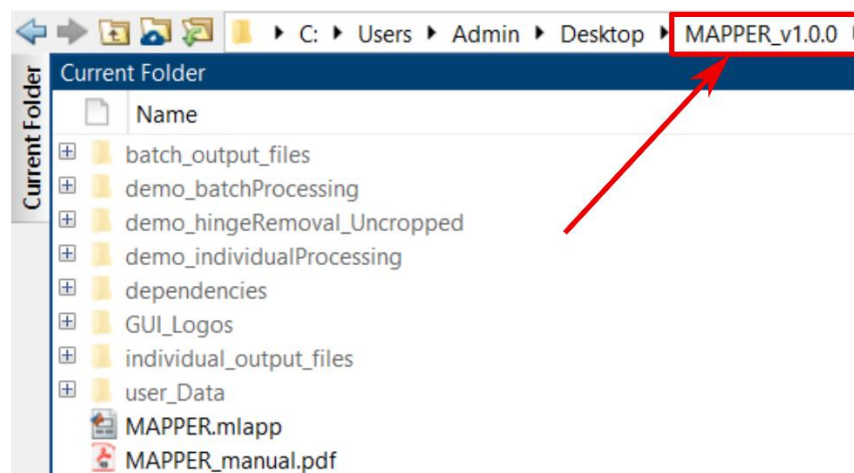 C: Users Admin Desktop MAPPER_v1.0.0
Current Folder
Current Folder
Name
batch_output_files
demo_batchProcessing
demo_hingeRemoval_Uncropped
demo_individualProcessing
dependencies
GUI_Logos
individual_output_files
user_Data
MAPPER.mlapp
MAPPER_manual.pdf